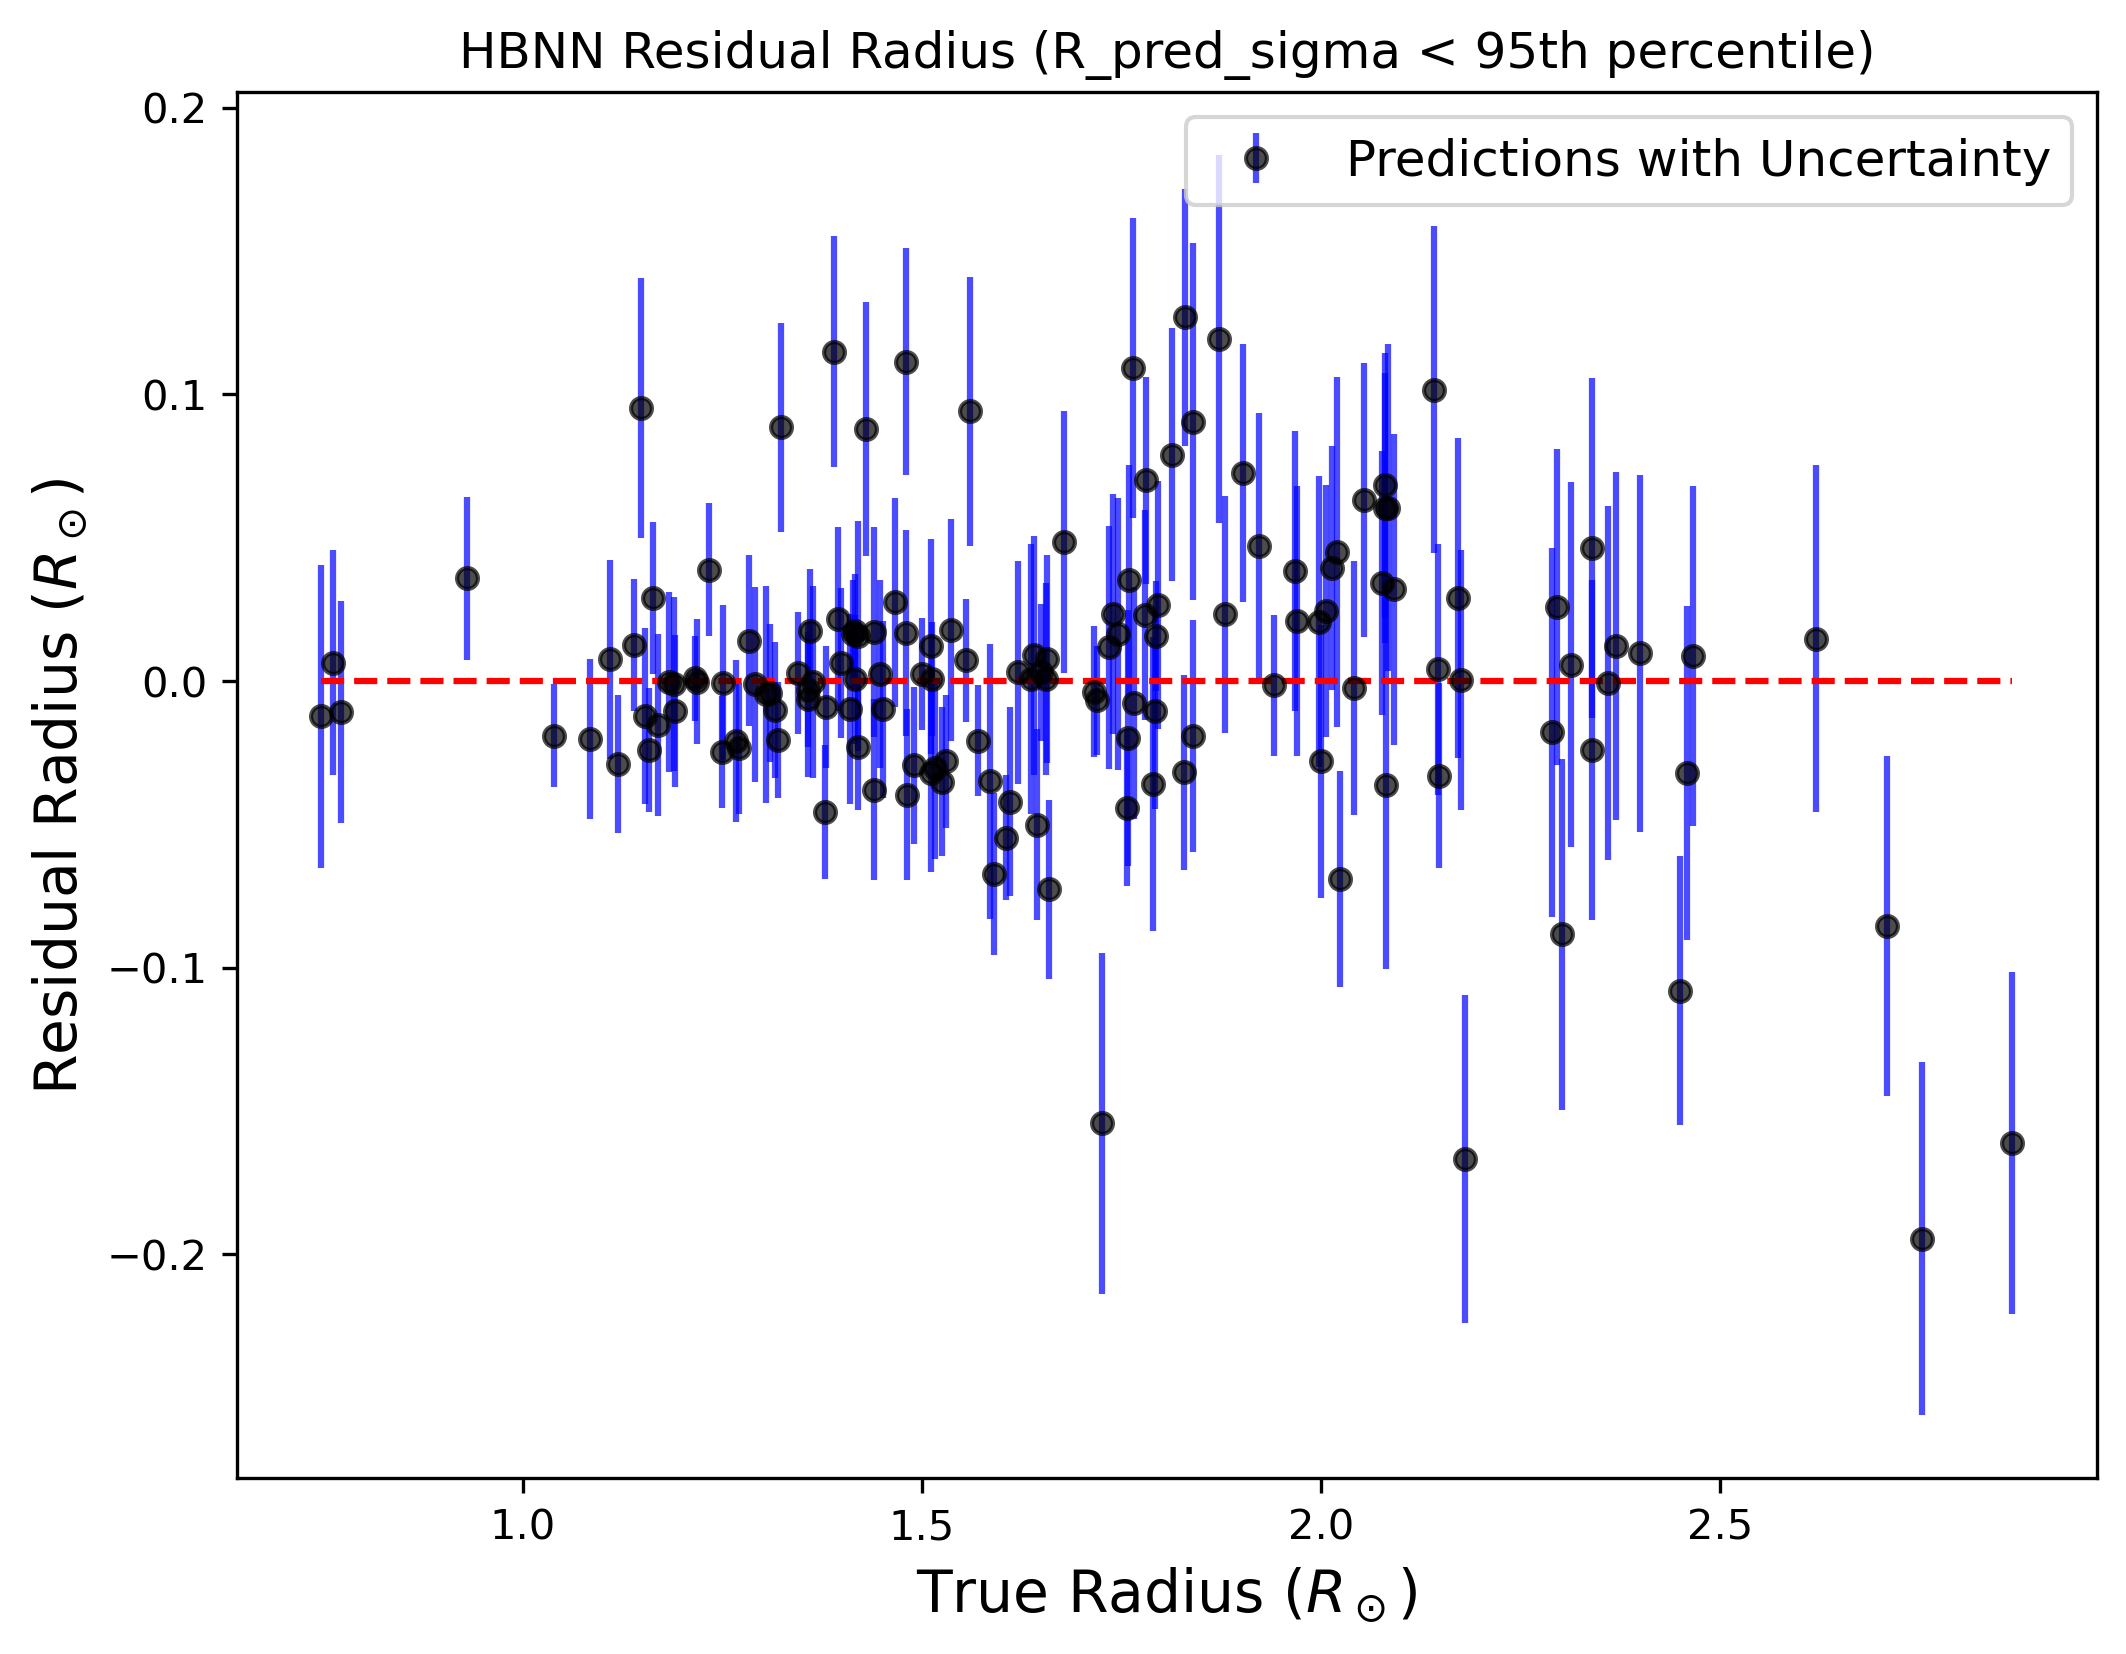 HBNN Residual Radius (R_pred_sigma < 95th percentile)
Predictions with Uncertainty
0.2
0.1
0.0
−0.1
−0.2
Residual Radius (R⊙)
1.0 1.5 2.0 2.5
True Radius (R⊙)